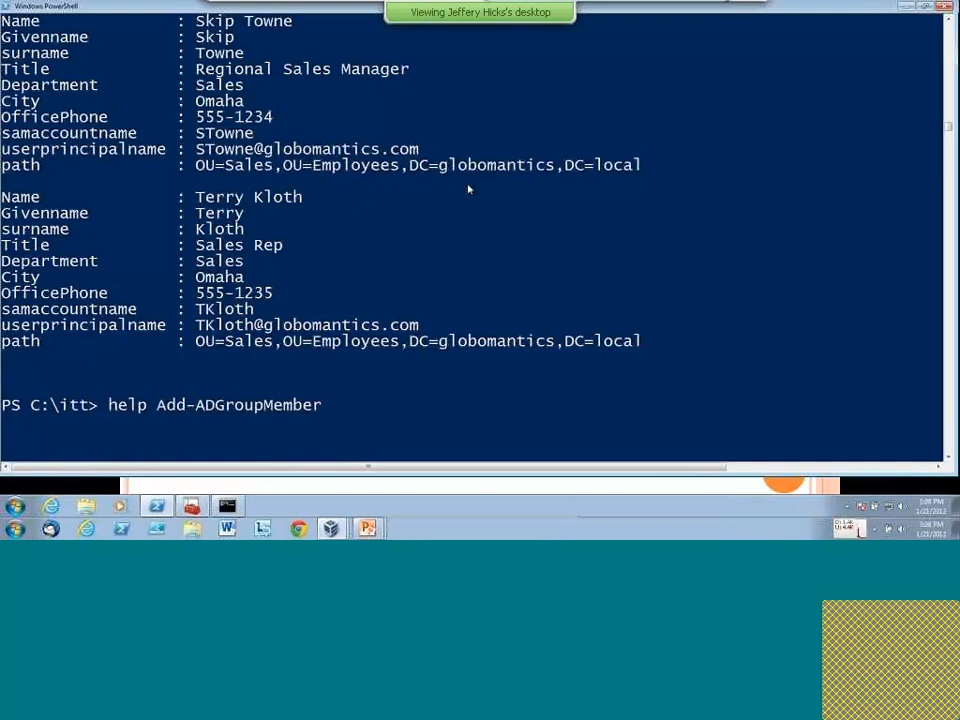 Windows PowerShell
Viewing Jeffery Hicks's desktop
Name : Skip Towne
Givenname : Skip
surname : Towne
Title : Regional Sales Manager
Department : Sales
City : Omaha
OfficePhone : 555-1234
samaccountname : STowne
userprincipalname : STowne@globomantics.com
path : OU=Sales,OU=Employees,DC=globomantics,DC=local
Name : Terry Kloth
Givenname : Terry
surname : Kloth
Title : Sales Rep
Department : Sales
City : Omaha
OfficePhone : 555-1235
samaccountname : TKloth
userprincipalname : TKloth@globomantics.com
path : OU=Sales,OU=Employees,DC=globomantics,DC=local
PS C:\itt> help Add-ADGroupMember